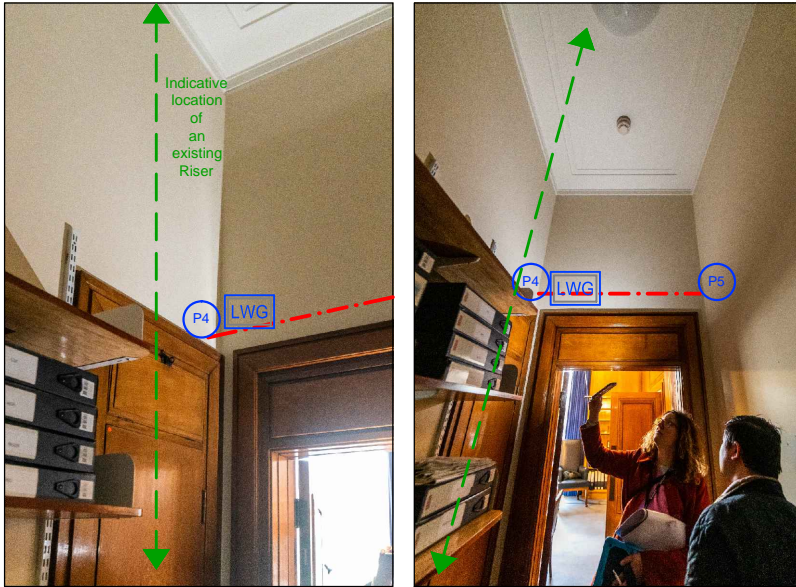 Indicative
location
of
an
existing
Riser
P4
LWG
P4
LWG
P5